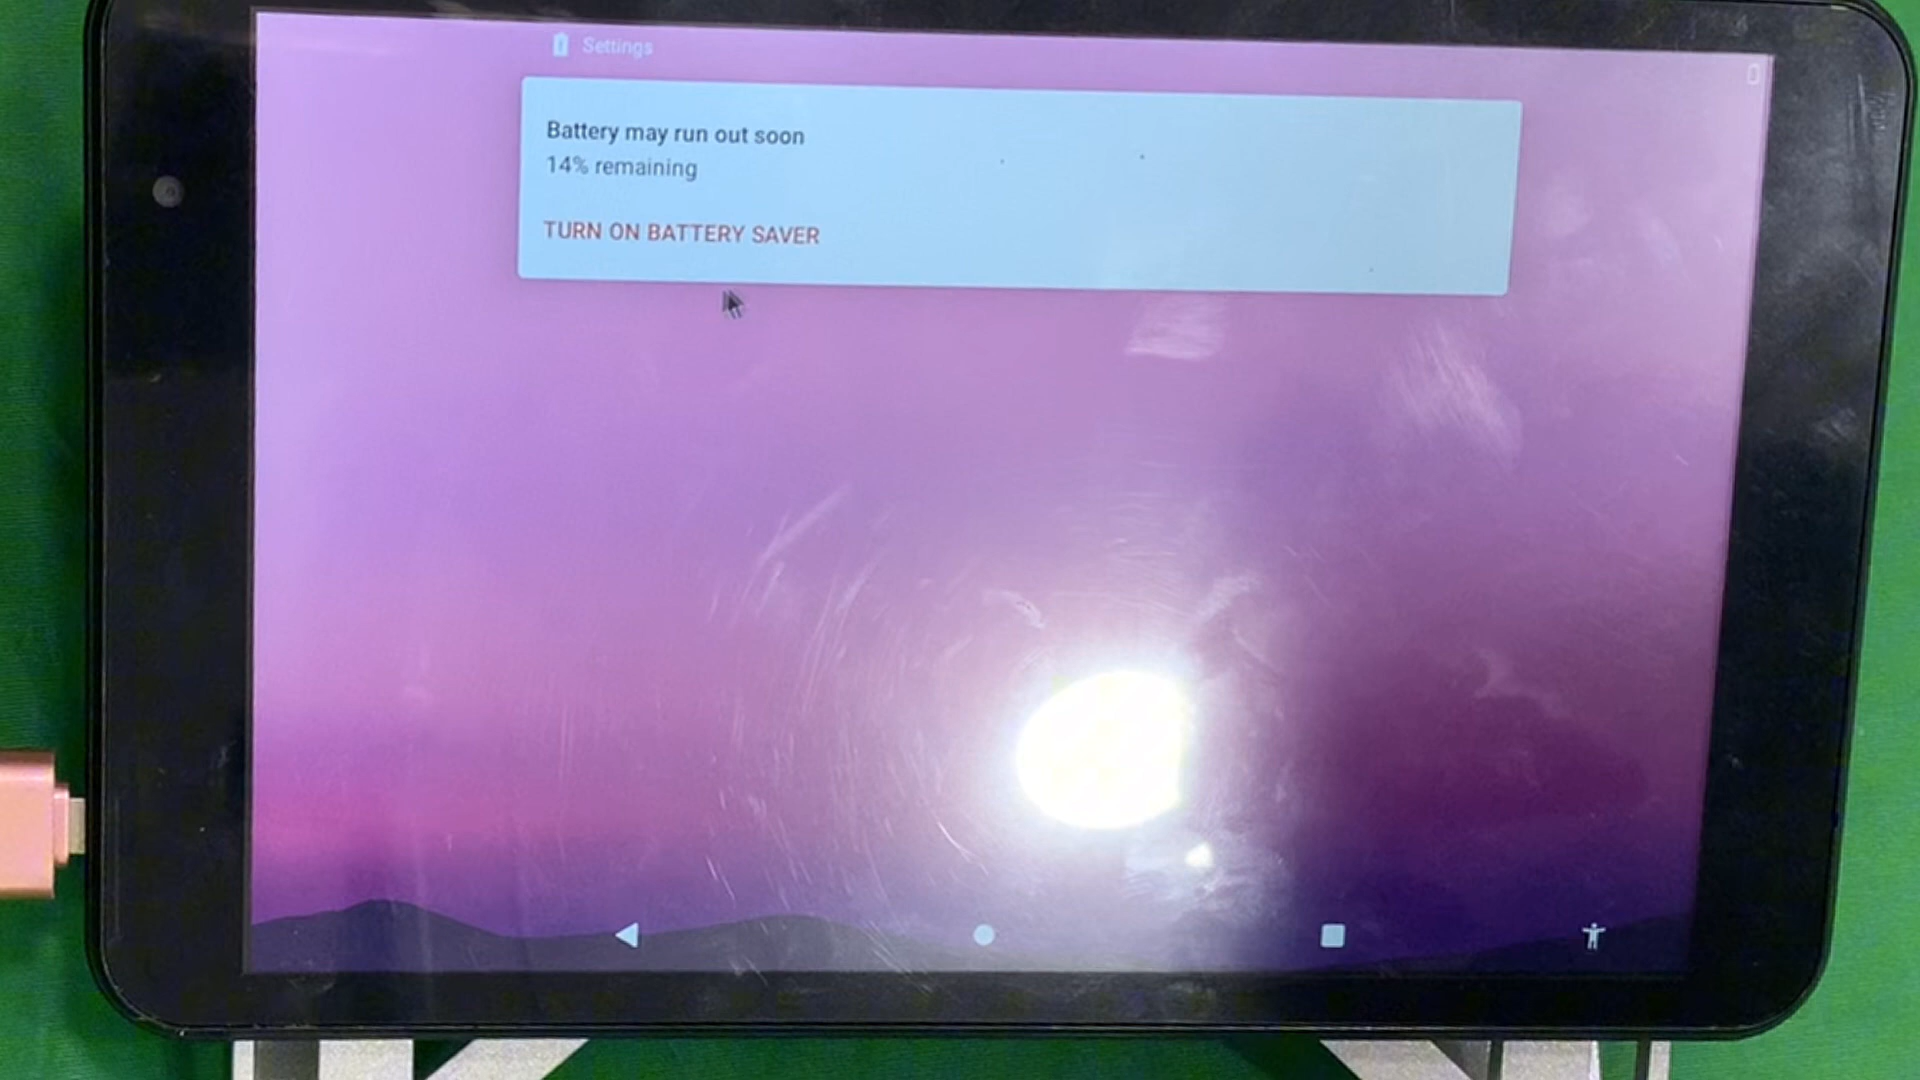 Settings
Battery may run out soon
14% remaining
TURN ON BATTERY SAVER